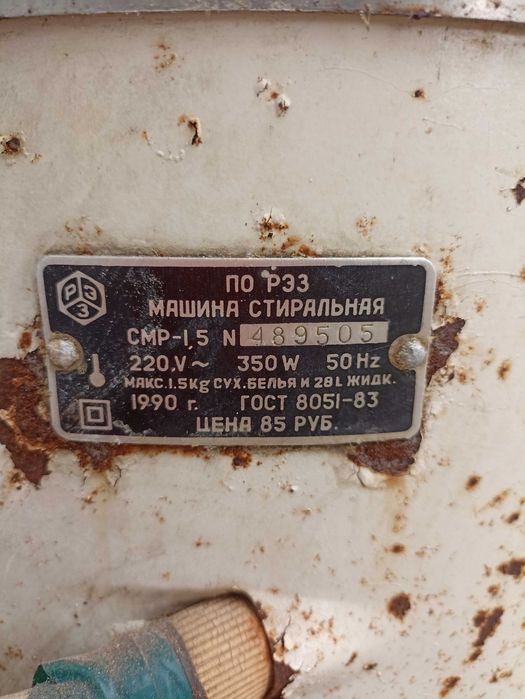 РЭЗ
ПО РЭЗ
МАШИНА СТИРАЛЬНАЯ
СМР-1,5 N 489505
220V~ 350W 50Hz
МАКС.1.5Kg СУХ.БЕЛЬЯ И 28L ЖИДК.
1990 г. ГОСТ 8051-83
ЦЕНА 85 РУБ.